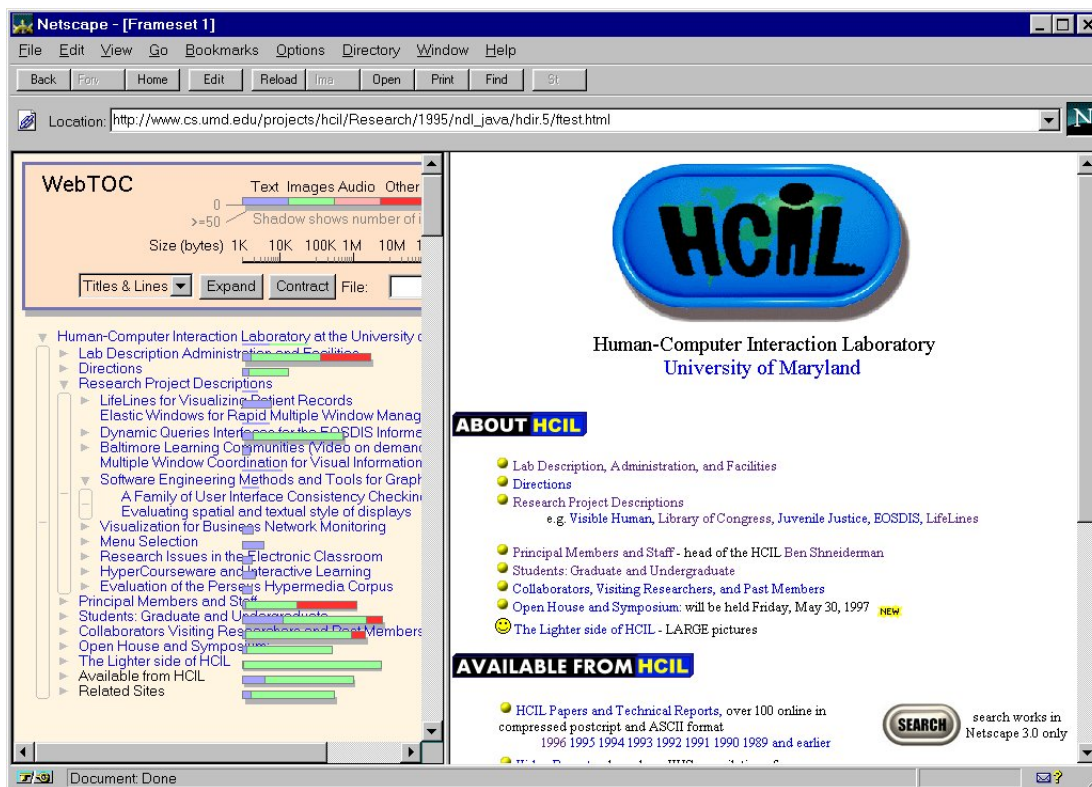 Netscape - [Frameset 1]
File Edit View Go Bookmarks Options Directory Window Help
Back Home Edit Reload Open Print Find
Location: http://www.cs.umd.edu/projects/hcil/Research/1995/ndl_java/hdir.5/ftest.html
N
WebTOC
Text Images Audio Other
0
>=50 Shadow shows number of i
Size (bytes) 1K 10K 100K 1M 10M 1
Titles & Lines Expand Contract File:
Human-Computer Interaction Laboratory at the University o
Lab Description Administration and Facilities
Directions
Research Project Descriptions
LifeLines for Visualizing Patient Records
Elastic Windows for Rapid Multiple Window Manag
Dynamic Queries Interfaces for the EOSDIS Informa
Baltimore Learning Communities (Video on demand
Multiple Window Coordination for Visual Information
Software Engineering Methods and Tools for Graph
A Family of User Interface Consistency Checking
Evaluating spatial and textual style of displays
Visualization for Business Network Monitoring
Menu Selection
Research Issues in the Electronic Classroom
HyperCourseware and Interactive Learning
Evaluation of the Perseus Hypermedia Corpus
Principal Members and Staff
Students: Graduate and Undergraduate
Collaborators Visiting Researchers and Past Members
Open House and Symposium:
The Lighter side of HCIL
Available from HCIL
Related Sites
HCIL
Human-Computer Interaction Laboratory
University of Maryland
ABOUT HCIL
Lab Description, Administration, and Facilities
Directions
Research Project Descriptions
e.g. Visible Human, Library of Congress, Juvenile Justice, EOSDIS, LifeLines
Principal Members and Staff - head of the HCIL Ben Shneiderman
Students: Graduate and Undergraduate
Collaborators, Visiting Researchers, and Past Members
Open House and Symposium: will be held Friday, May 30, 1997 NEW
The Lighter side of HCIL - LARGE pictures
AVAILABLE FROM HCIL
HCIL Papers and Technical Reports, over 100 online in
compressed postcript and ASCII format
1996 1995 1994 1993 1992 1991 1990 1989 and earlier
SEARCH search works in
Netscape 3.0 only
Document: Done